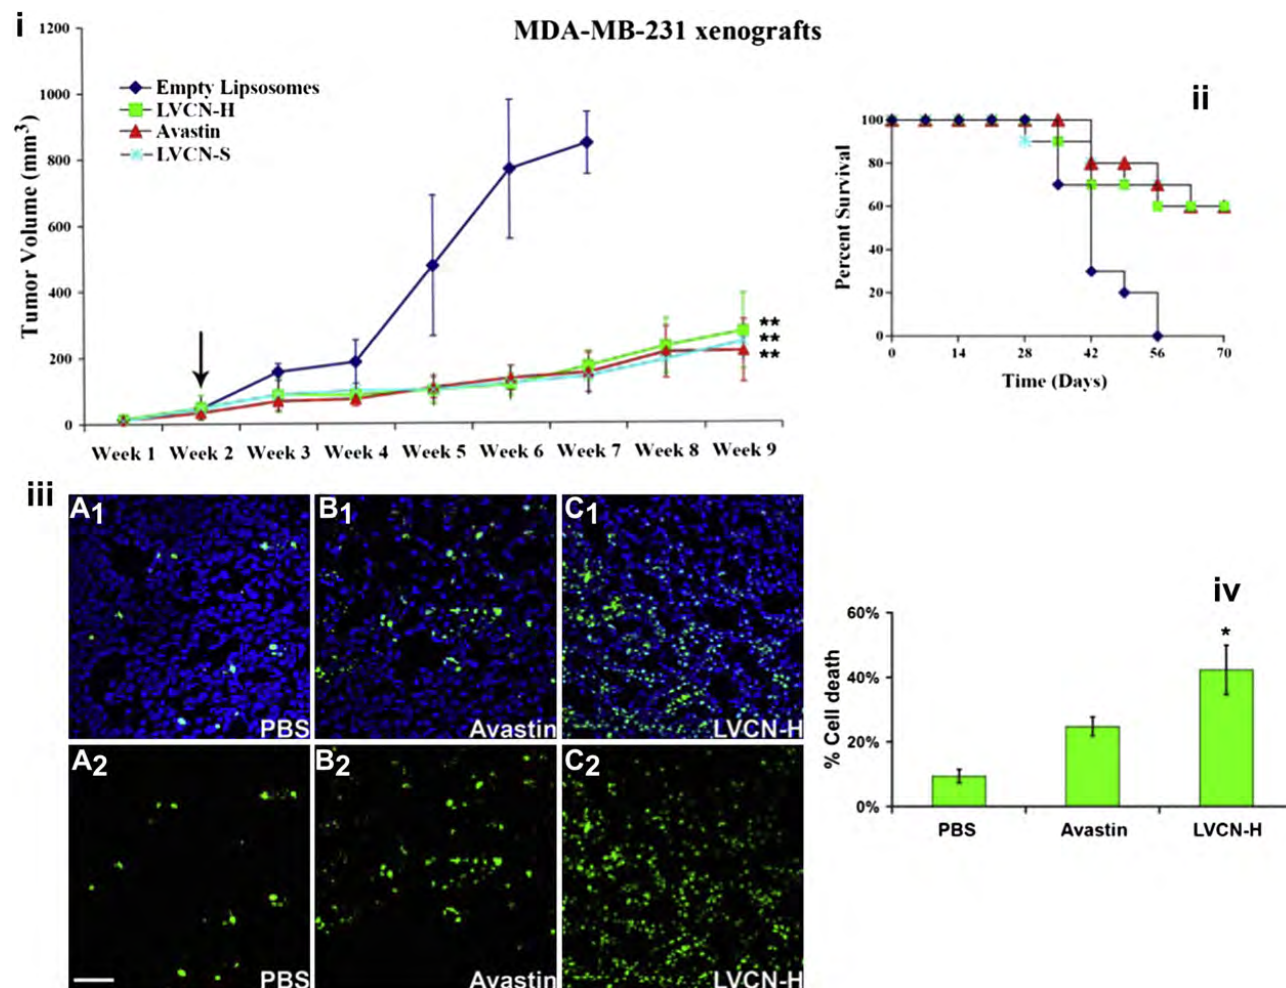 i
MDA-MB-231 xenografts
1200
1000
800
600
400
200
0
Tumor Volume (mm3)
Empty Lipsosomes
LVCN-H
Avastin
LVCN-S
**
**
**
Week 1 Week 2 Week 3 Week 4 Week 5 Week 6 Week 7 Week 8 Week 9
ii
100
80
60
40
20
0
Percent Survival
0 14 28 42 56 70
Time (Days)
iii
A1 B1 C1
PBS Avastin LVCN-H
A2 B2 C2
PBS Avastin LVCN-H
iv
60%
40%
20%
0%
% Cell death
*
PBS Avastin LVCN-H